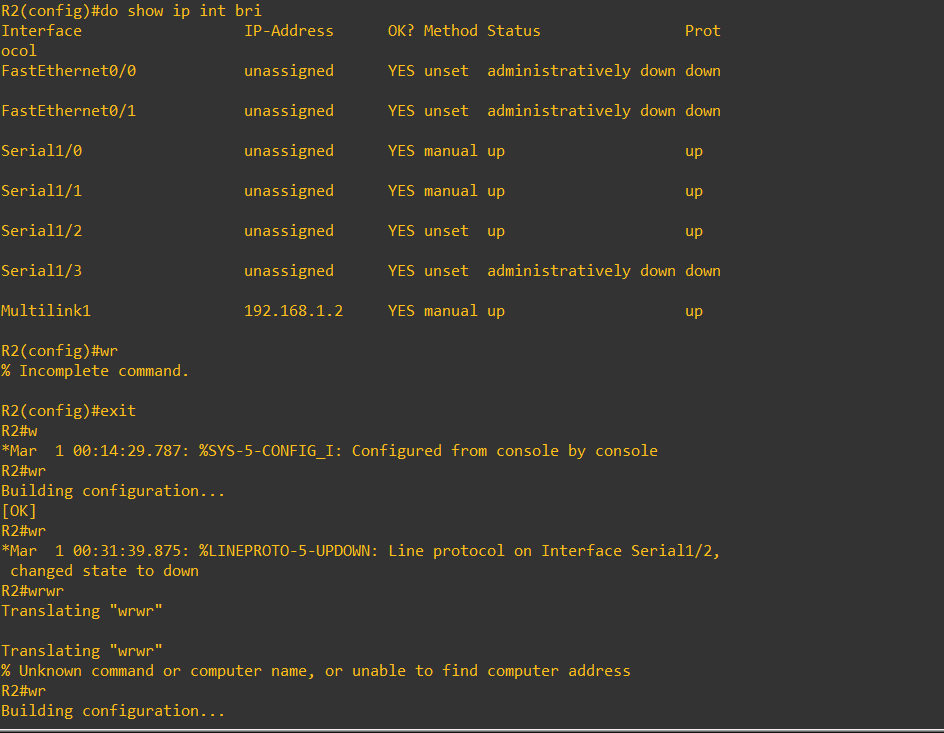 R2(config)#do show ip int bri
Interface                  IP-Address      OK? Method Status                Prot
ocol
FastEthernet0/0            unassigned      YES unset  administratively down down
FastEthernet0/1            unassigned      YES unset  administratively down down
Serial1/0                  unassigned      YES manual up                    up
Serial1/1                  unassigned      YES manual up                    up
Serial1/2                  unassigned      YES unset  up                    up
Serial1/3                  unassigned      YES unset  administratively down down
Multilink1                 192.168.1.2     YES manual up                    up
R2(config)#wr
% Incomplete command.
R2(config)#exit
R2#w
*Mar  1 00:14:29.787: %SYS-5-CONFIG_I: Configured from console by console
R2#wr
Building configuration...
[OK]
R2#wr
*Mar  1 00:31:39.875: %LINEPROTO-5-UPDOWN: Line protocol on Interface Serial1/2,
 changed state to down
R2#wrwr
Translating "wrwr"
Translating "wrwr"
% Unknown command or computer name, or unable to find computer address
R2#wr
Building configuration...